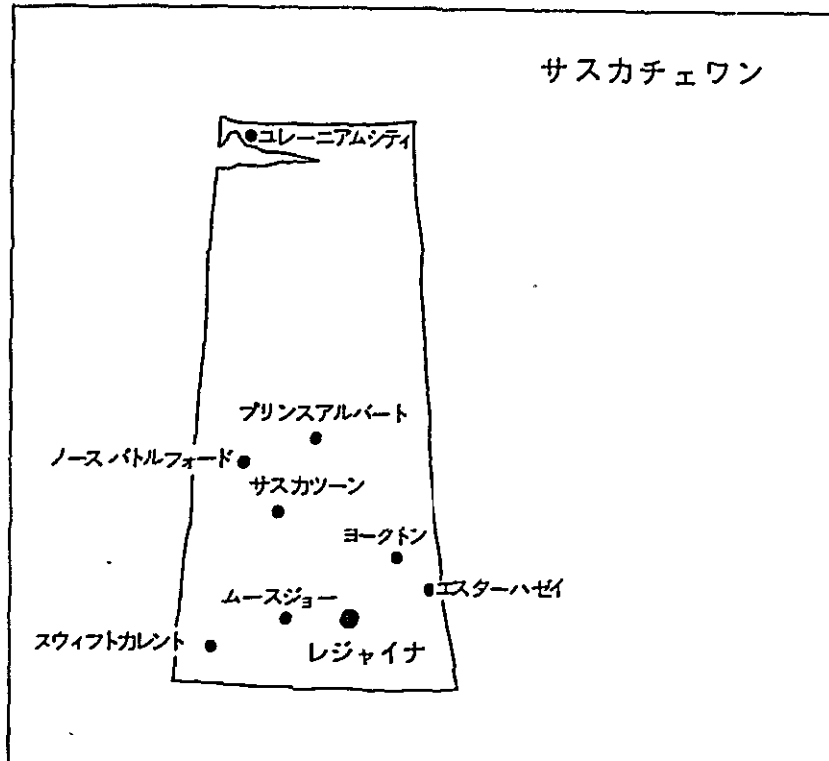 サスカチェワン
ユレーニアムシティ
プリンスアルバート
ノース バトルフォード
サスカツーン
ヨークトン
エスターハゼイ
ムースジョー
スウィフトカレント
レジャイナ